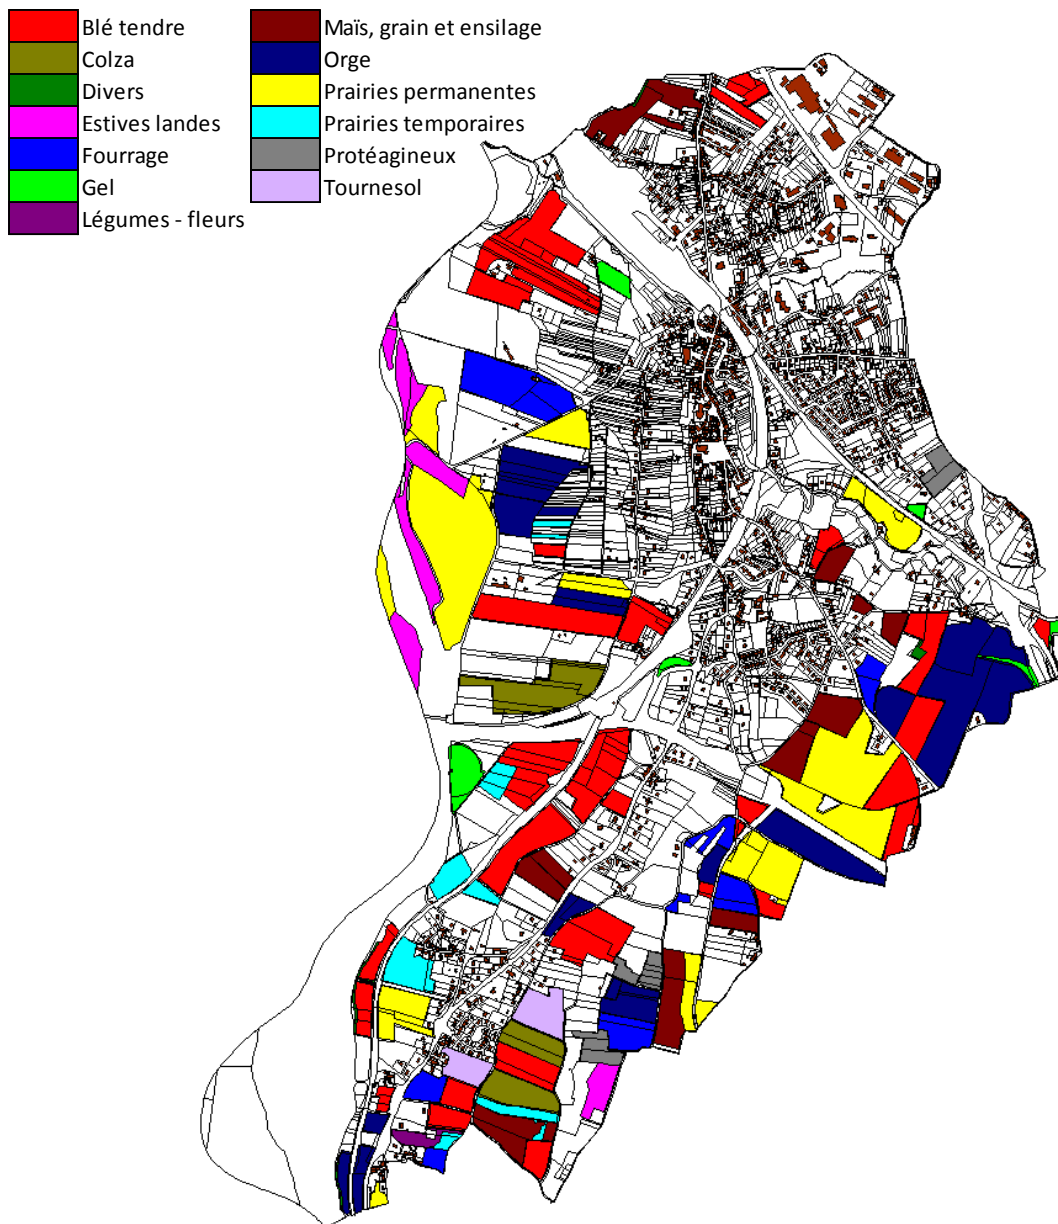 Blé tendre
Colza
Divers
Estives landes
Fourrage
Gel
Légumes - fleurs
Maïs, grain et ensilage
Orge
Prairies permanentes
Prairies temporaires
Protéagineux
Tournesol